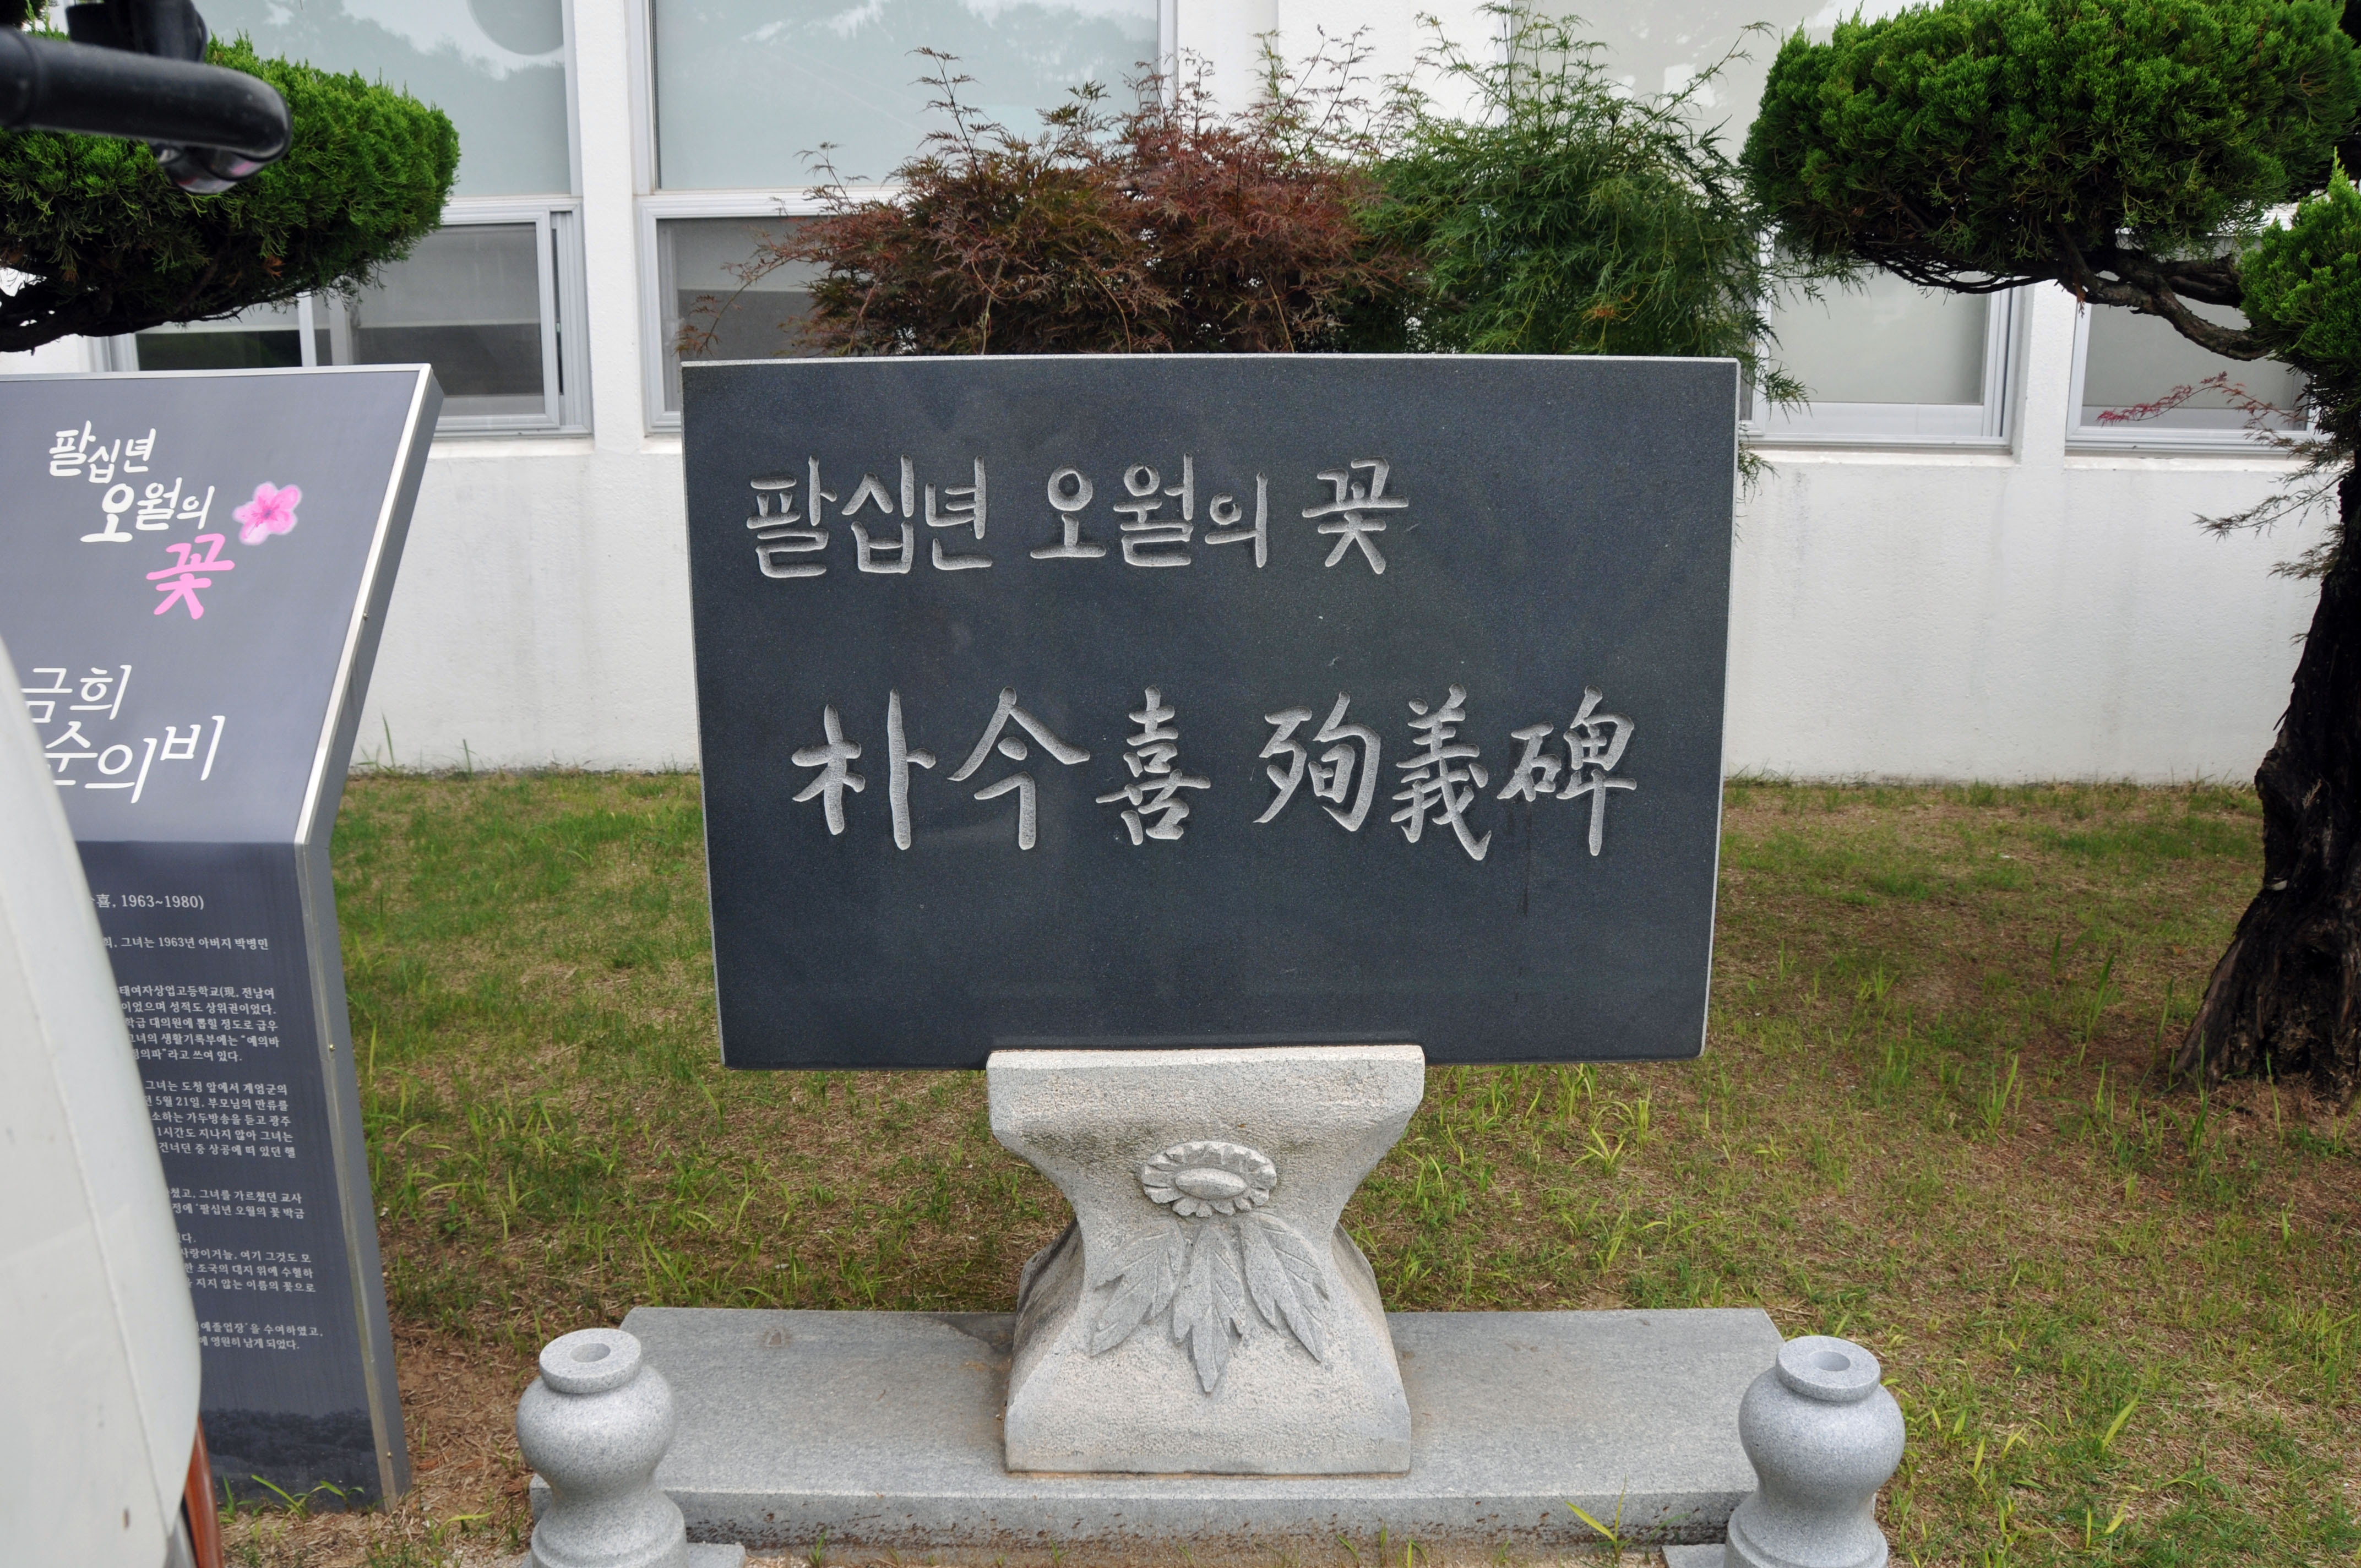 팔십년
오월의
꽃
금희
순의비
喜, 1963~1980)
희, 그녀는 1963년 아버지 박병민
태여자상업고등학교(現, 전남여
이었으며 성적도 상위권이었다.
학급 대의원에 뽑힐 정도로 급우
그녀의 생활기록부에는 "예의바
라고 쓰여 있다.
그녀는 도청 앞에서 계엄군의
5월 21일, 부모님의 만류를
소하는 가두방송을 듣고 광주
1시간도 지나지 않아 그녀는
건너던 중 상공에 떠 있던 헬
쳤고, 그녀를 가르쳤던 교사
정에 '팔십년 오월의 꽃 박금
있다.
사랑이거늘, 여기 그것도 모
한 조국의 대지 위에 수혈하
지지 않는 이름의 꽃으로
예졸업장'을 수여하였고,
에 영원히 남게 되었다.
팔십년 오월의 꽃
朴今喜 殉義碑